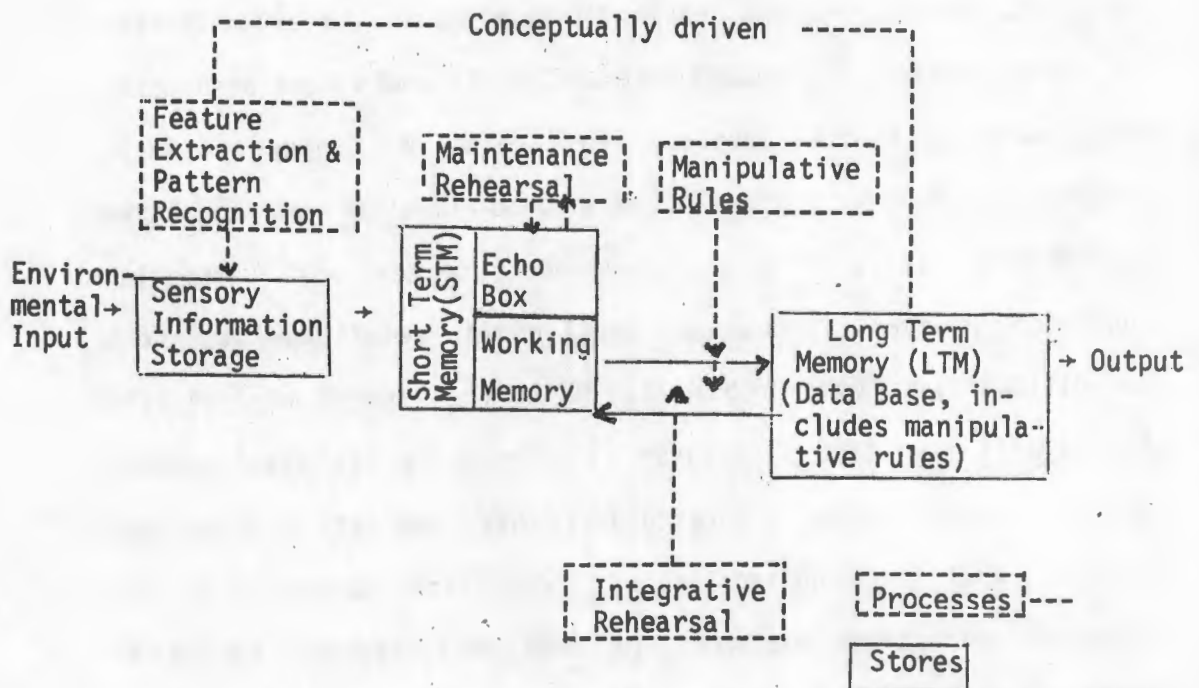 Conceptually driven
Feature
Extraction &
Pattern
Recognition
Maintenance
Rehearsal
Manipulative
Rules
Environ-
mental
Input
Sensory
Information
Storage
Short Term
Memory(STM)
Echo
Box
Working
Memory
Long Term
Memory (LTM)
(Data Base, in-
cludes manipula-
tive rules)
Output
Integrative
Rehearsal
Processes
Stores